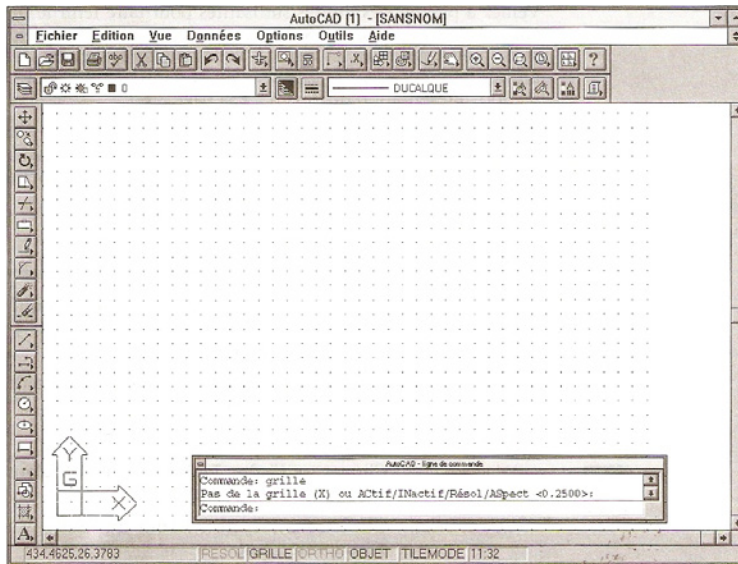 AutoCAD [1] - [SANSNOM]
Fichier Edition Vue Données Options Outils Aide
0 DUCALQUE
Y
G
X
AutoCAD - ligne de commande
Commande: grille
Pas de la grille (X) ou ACtif/INactif/Résol/ASpect <0.2500>:
Commande:
A
434.4625,26.3783 RESOL GRILLE ORTHO OBJET TILEMODE 11:32